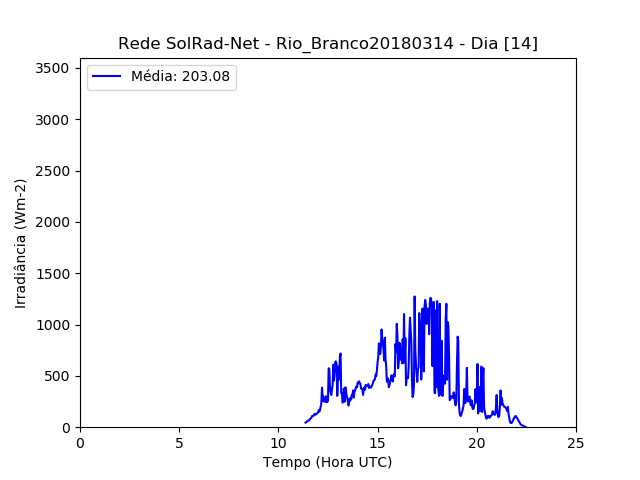 Rede SolRad-Net - Rio_Branco20180314 - Dia [14]
Média: 203.08
3500
3000
2500
2000
1500
1000
500
0
Irradiância (Wm-2)
0 5 10 15 20 25
Tempo (Hora UTC)